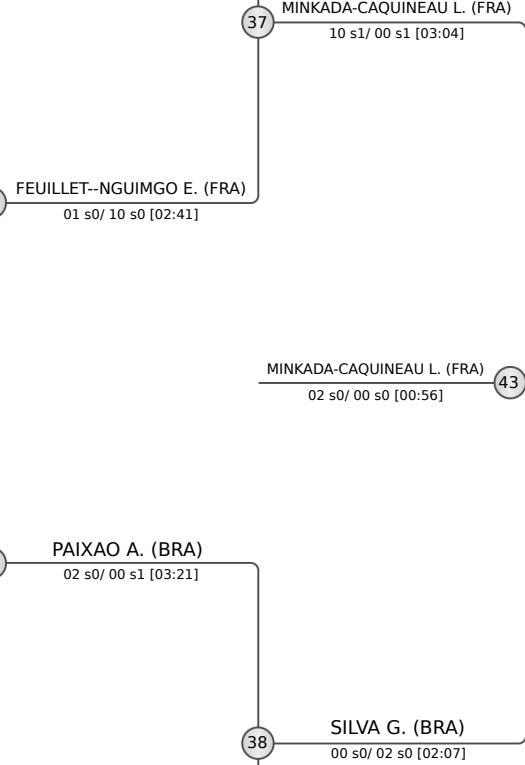 MINKADA-CAQUINEAU L. (FRA)
37
10 s1/ 00 s1 [03:04]
FEUILLET--NGUIMGO E. (FRA)
01 s0/ 10 s0 [02:41]
MINKADA-CAQUINEAU L. (FRA)
43
02 s0/ 00 s0 [00:56]
PAIXAO A. (BRA)
02 s0/ 00 s1 [03:21]
SILVA G. (BRA)
38
00 s0/ 02 s0 [02:07]